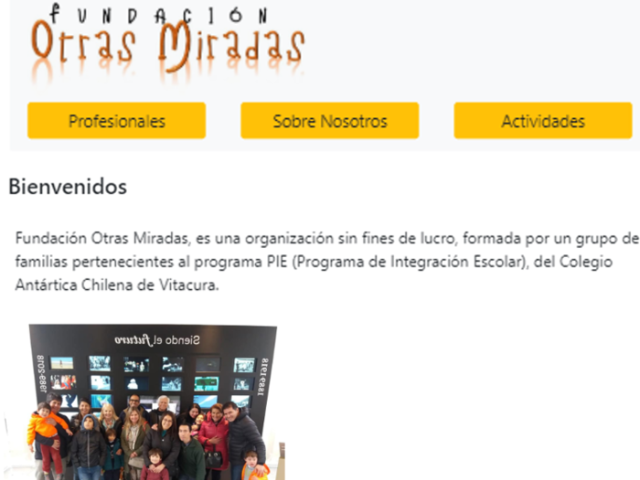 FUNDACIÓN
Otras Miradas
Profesionales
Sobre Nosotros
Actividades
Bienvenidos
Fundación Otras Miradas, es una organización sin fines de lucro, formada por un grupo de
familias pertenecientes al programa PIE (Programa de Integración Escolar), del Colegio
Antártica Chilena de Vitacura.
Siendo el futuro